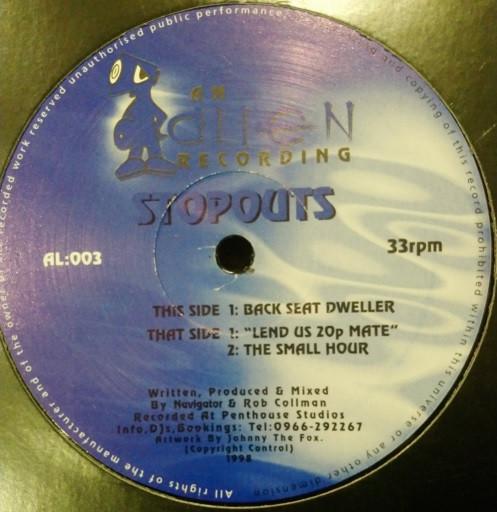 AN
aLIEN
RECORDING
STOPOUTS
AL:003
33rpm
THIS SIDE 1: BACK SEAT DWELLER
THAT SIDE 1: "LEND US 20p MATE"
2: THE SMALL HOUR
Written, Produced & Mixed
By Navigator & Rob Collman
Recorded At Penthouse Studios
Info,DJs,Bookings: Tel:0966-292267
Artwork By Johnny The Fox.
(Copyright Control)
1998
All rights of the manufacturer and of the owner of the recorded work reserved unauthorised public performance, and copying of this record prohibited within this universe or any other dimension